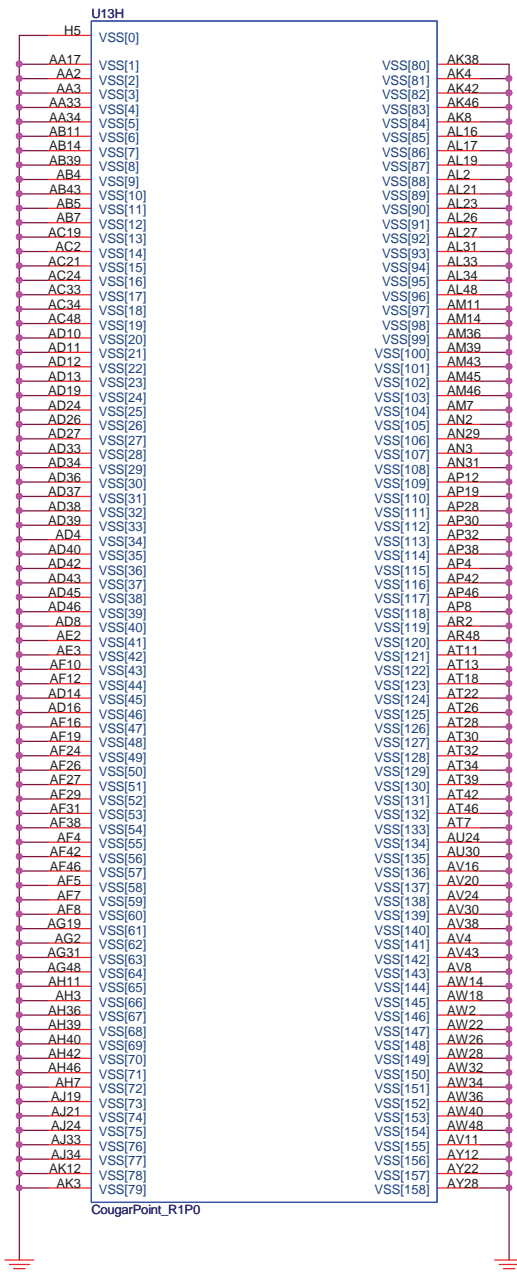 U13H
H5 VSS[0]
AA17 VSS[1] VSS[80] AK38
AA2 VSS[2] VSS[81] AK4
AA3 VSS[3] VSS[82] AK42
AA33 VSS[4] VSS[83] AK46
AA34 VSS[5] VSS[84] AK8
AB11 VSS[6] VSS[85] AL16
AB14 VSS[7] VSS[86] AL17
AB39 VSS[8] VSS[87] AL19
AB4 VSS[9] VSS[88] AL2
AB43 VSS[10] VSS[89] AL21
AB5 VSS[11] VSS[90] AL23
AB7 VSS[12] VSS[91] AL26
AC19 VSS[13] VSS[92] AL27
AC2 VSS[14] VSS[93] AL31
AC21 VSS[15] VSS[94] AL33
AC24 VSS[16] VSS[95] AL34
AC33 VSS[17] VSS[96] AL48
AC34 VSS[18] VSS[97] AM11
AC48 VSS[19] VSS[98] AM14
AD10 VSS[20] VSS[99] AM36
AD11 VSS[21] VSS[100] AM39
AD12 VSS[22] VSS[101] AM43
AD13 VSS[23] VSS[102] AM45
AD19 VSS[24] VSS[103] AM46
AD24 VSS[25] VSS[104] AM7
AD26 VSS[26] VSS[105] AN2
AD27 VSS[27] VSS[106] AN29
AD33 VSS[28] VSS[107] AN3
AD34 VSS[29] VSS[108] AN31
AD36 VSS[30] VSS[109] AP12
AD37 VSS[31] VSS[110] AP19
AD38 VSS[32] VSS[111] AP28
AD39 VSS[33] VSS[112] AP30
AD4 VSS[34] VSS[113] AP32
AD40 VSS[35] VSS[114] AP38
AD42 VSS[36] VSS[115] AP4
AD43 VSS[37] VSS[116] AP42
AD45 VSS[38] VSS[117] AP46
AD46 VSS[39] VSS[118] AP8
AD8 VSS[40] VSS[119] AR2
AE2 VSS[41] VSS[120] AR48
AE3 VSS[42] VSS[121] AT11
AF10 VSS[43] VSS[122] AT13
AF12 VSS[44] VSS[123] AT18
AD14 VSS[45] VSS[124] AT22
AD16 VSS[46] VSS[125] AT26
AF16 VSS[47] VSS[126] AT28
AF19 VSS[48] VSS[127] AT30
AF24 VSS[49] VSS[128] AT32
AF26 VSS[50] VSS[129] AT34
AF27 VSS[51] VSS[130] AT39
AF29 VSS[52] VSS[131] AT42
AF31 VSS[53] VSS[132] AT46
AF38 VSS[54] VSS[133] AT7
AF4 VSS[55] VSS[134] AU24
AF42 VSS[56] VSS[135] AU30
AF46 VSS[57] VSS[136] AV16
AF5 VSS[58] VSS[137] AV20
AF7 VSS[59] VSS[138] AV24
AF8 VSS[60] VSS[139] AV30
AG19 VSS[61] VSS[140] AV38
AG2 VSS[62] VSS[141] AV4
AG31 VSS[63] VSS[142] AV43
AG48 VSS[64] VSS[143] AV8
AH11 VSS[65] VSS[144] AW14
AH3 VSS[66] VSS[145] AW18
AH36 VSS[67] VSS[146] AW2
AH39 VSS[68] VSS[147] AW22
AH40 VSS[69] VSS[148] AW26
AH42 VSS[70] VSS[149] AW28
AH46 VSS[71] VSS[150] AW32
AH7 VSS[72] VSS[151] AW34
AJ19 VSS[73] VSS[152] AW36
AJ21 VSS[74] VSS[153] AW40
AJ24 VSS[75] VSS[154] AW48
AJ33 VSS[76] VSS[155] AV11
AJ34 VSS[77] VSS[156] AY12
AK12 VSS[78] VSS[157] AY22
AK3 VSS[79] VSS[158] AY28
CougarPoint_R1P0